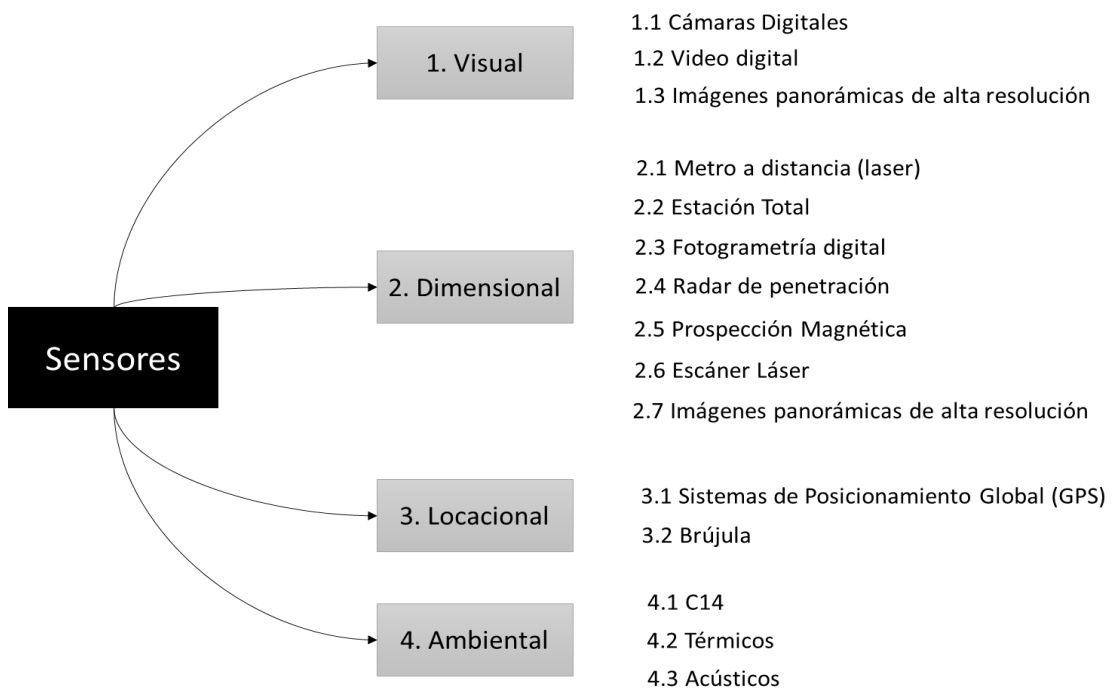 Sensores
1. Visual
1.1 Cámaras Digitales
1.2 Video digital
1.3 Imágenes panorámicas de alta resolución
2. Dimensional
2.1 Metro a distancia (laser)
2.2 Estación Total
2.3 Fotogrametría digital
2.4 Radar de penetración
2.5 Prospección Magnética
2.6 Escáner Láser
2.7 Imágenes panorámicas de alta resolución
3. Locacional
3.1 Sistemas de Posicionamiento Global (GPS)
3.2 Brújula
4. Ambiental
4.1 C14
4.2 Térmicos
4.3 Acústicos